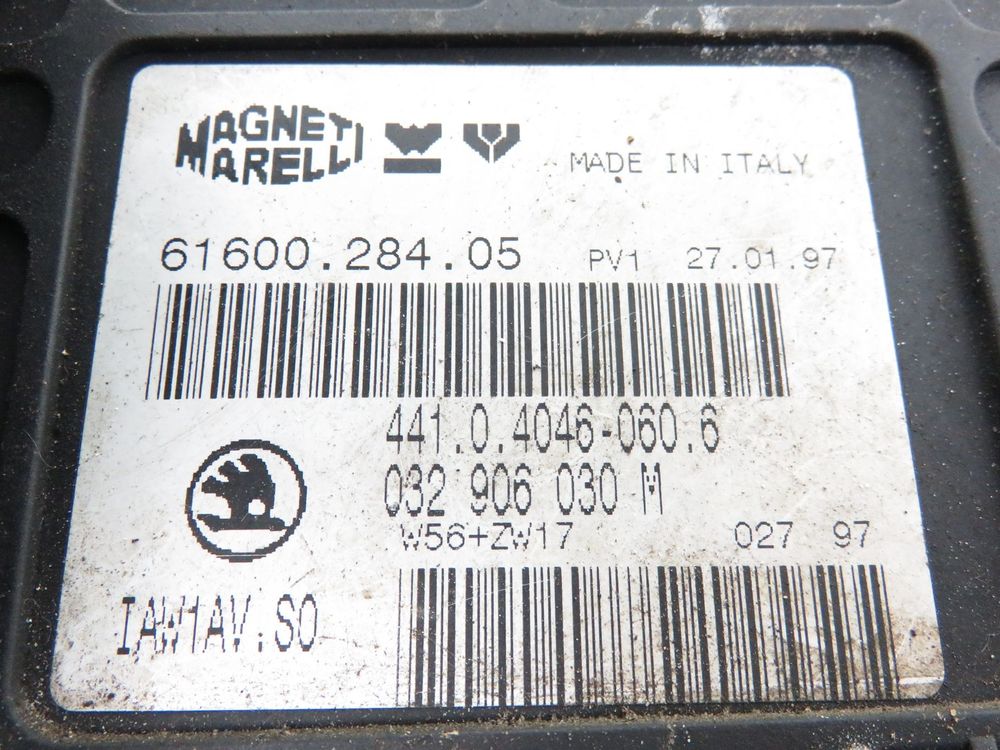 MAGNETI
MARELLI
MADE IN ITALY
61600.284.05 PV1 27.01.97
441.0.4046-060.6
032 906 030 M
W56+ZW17 027 97
IAW1AV.S0